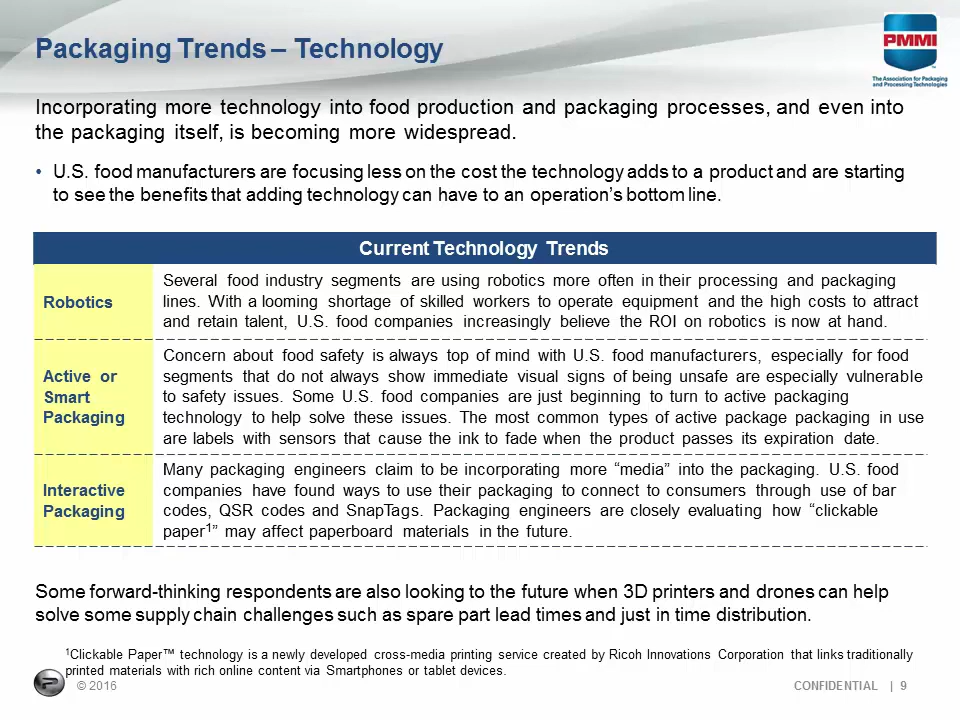 Packaging Trends – Technology
PMMI
™
The Association for Packaging
and Processing Technologies
Incorporating more technology into food production and packaging processes, and even into
the packaging itself, is becoming more widespread.
• U.S. food manufacturers are focusing less on the cost the technology adds to a product and are starting
to see the benefits that adding technology can have to an operation’s bottom line.
Current Technology Trends
Robotics
Several food industry segments are using robotics more often in their processing and packaging
lines. With a looming shortage of skilled workers to operate equipment and the high costs to attract
and retain talent, U.S. food companies increasingly believe the ROI on robotics is now at hand.
Active or
Smart
Packaging
Concern about food safety is always top of mind with U.S. food manufacturers, especially for food
segments that do not always show immediate visual signs of being unsafe are especially vulnerable
to safety issues. Some U.S. food companies are just beginning to turn to active packaging
technology to help solve these issues. The most common types of active package packaging in use
are labels with sensors that cause the ink to fade when the product passes its expiration date.
Interactive
Packaging
Many packaging engineers claim to be incorporating more “media” into the packaging. U.S. food
companies have found ways to use their packaging to connect to consumers through use of bar
codes, QSR codes and SnapTags. Packaging engineers are closely evaluating how “clickable
paper¹” may affect paperboard materials in the future.
Some forward-thinking respondents are also looking to the future when 3D printers and drones can help
solve some supply chain challenges such as spare part lead times and just in time distribution.
¹Clickable Paper™ technology is a newly developed cross-media printing service created by Ricoh Innovations Corporation that links traditionally
printed materials with rich online content via Smartphones or tablet devices.
© 2016
CONFIDENTIAL | 9